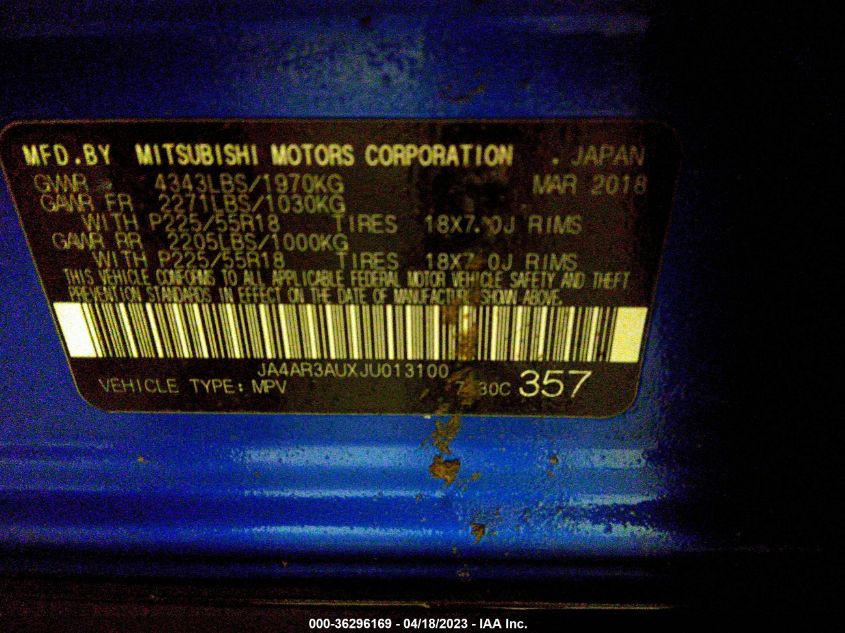 MFD.BY MITSUBISHI MOTORS CORPORATION . JAPAN
GVWR 4343LBS/1970KG MAR 2018
GAWR FR 2271LBS/1030KG
WITH P225/55R18 TIRES 18X7.0J RIMS
GAWR RR 2205LBS/1000KG
WITH P225/55R18 TIRES 18X7.0J RIMS
THIS VEHICLE CONFORMS TO ALL APPLICABLE FEDERAL MOTOR VEHICLE SAFETY AND THEFT
PREVENTION STANDARDS IN EFFECT ON THE DATE OF MANUFACTURE SHOWN ABOVE.
JA4AR3AUXJU013100
VEHICLE TYPE: MPV 357
000-36296169 - 04/18/2023 - IAA Inc.